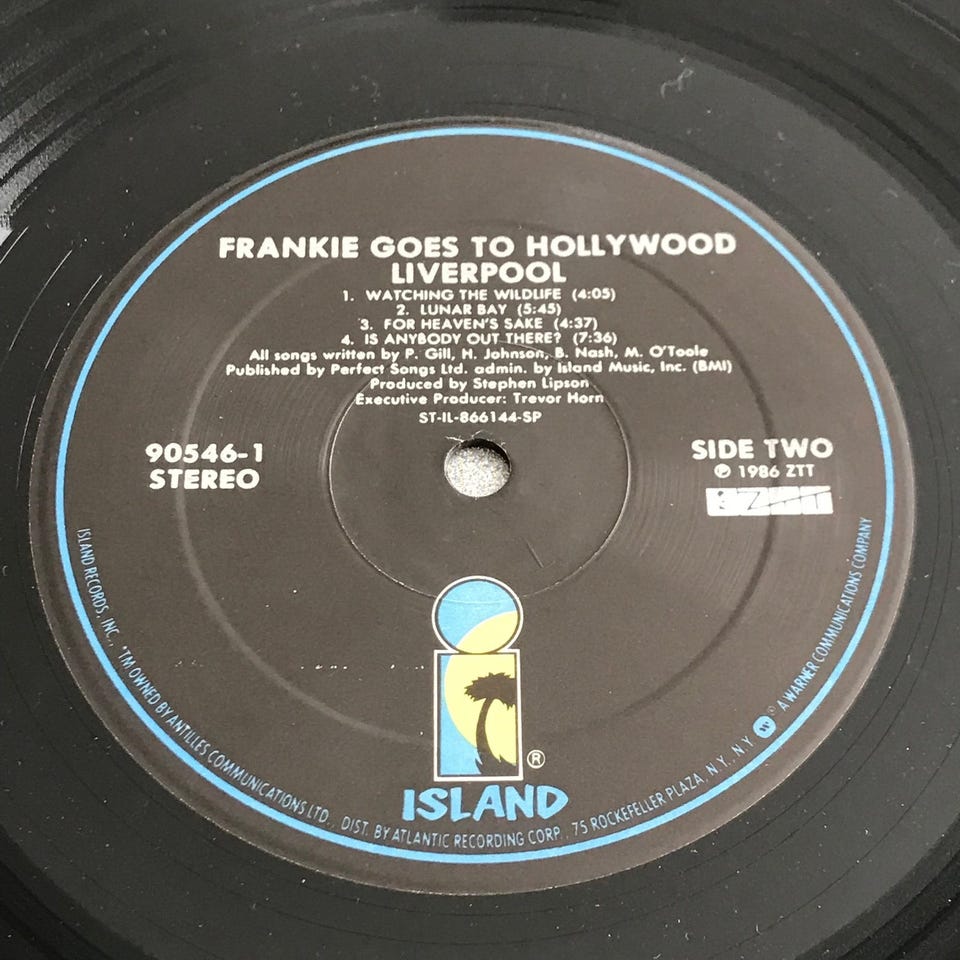 FRANKIE GOES TO HOLLYWOOD
LIVERPOOL
1. WATCHING THE WILDLIFE (4:05)
2. LUNAR BAY (5:45)
3. FOR HEAVEN'S SAKE (4:37)
4. IS ANYBODY OUT THERE? (7:36)
All songs written by P. Gill, H. Johnson, B. Nash, M. O'Toole
Published by Perfect Songs Ltd. admin. by Island Music, Inc. (BMI)
Produced by Stephen Lipson
Executive Producer: Trevor Horn
ST-IL-866144-SP
90546-1
STEREO
SIDE TWO
℗ 1986 ZTT
ZTT
®
ISLAND
ISLAND RECORDS, INC., *TM OWNED BY ANTILLES COMMUNICATIONS LTD., DIST. BY ATLANTIC RECORDING CORP., 75 ROCKEFELLER PLAZA, N.Y., N.Y. A WARNER COMMUNICATIONS COMPANY